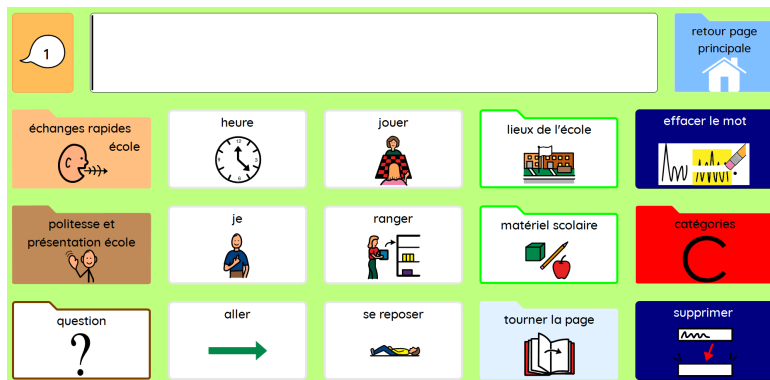 1
retour page
principale
échanges rapides
école
heure
jouer
lieux de l'école
effacer le mot
politesse et
présentation école
je
ranger
matériel scolaire
catégories
C
question
?
aller
se reposer
tourner la page
supprimer